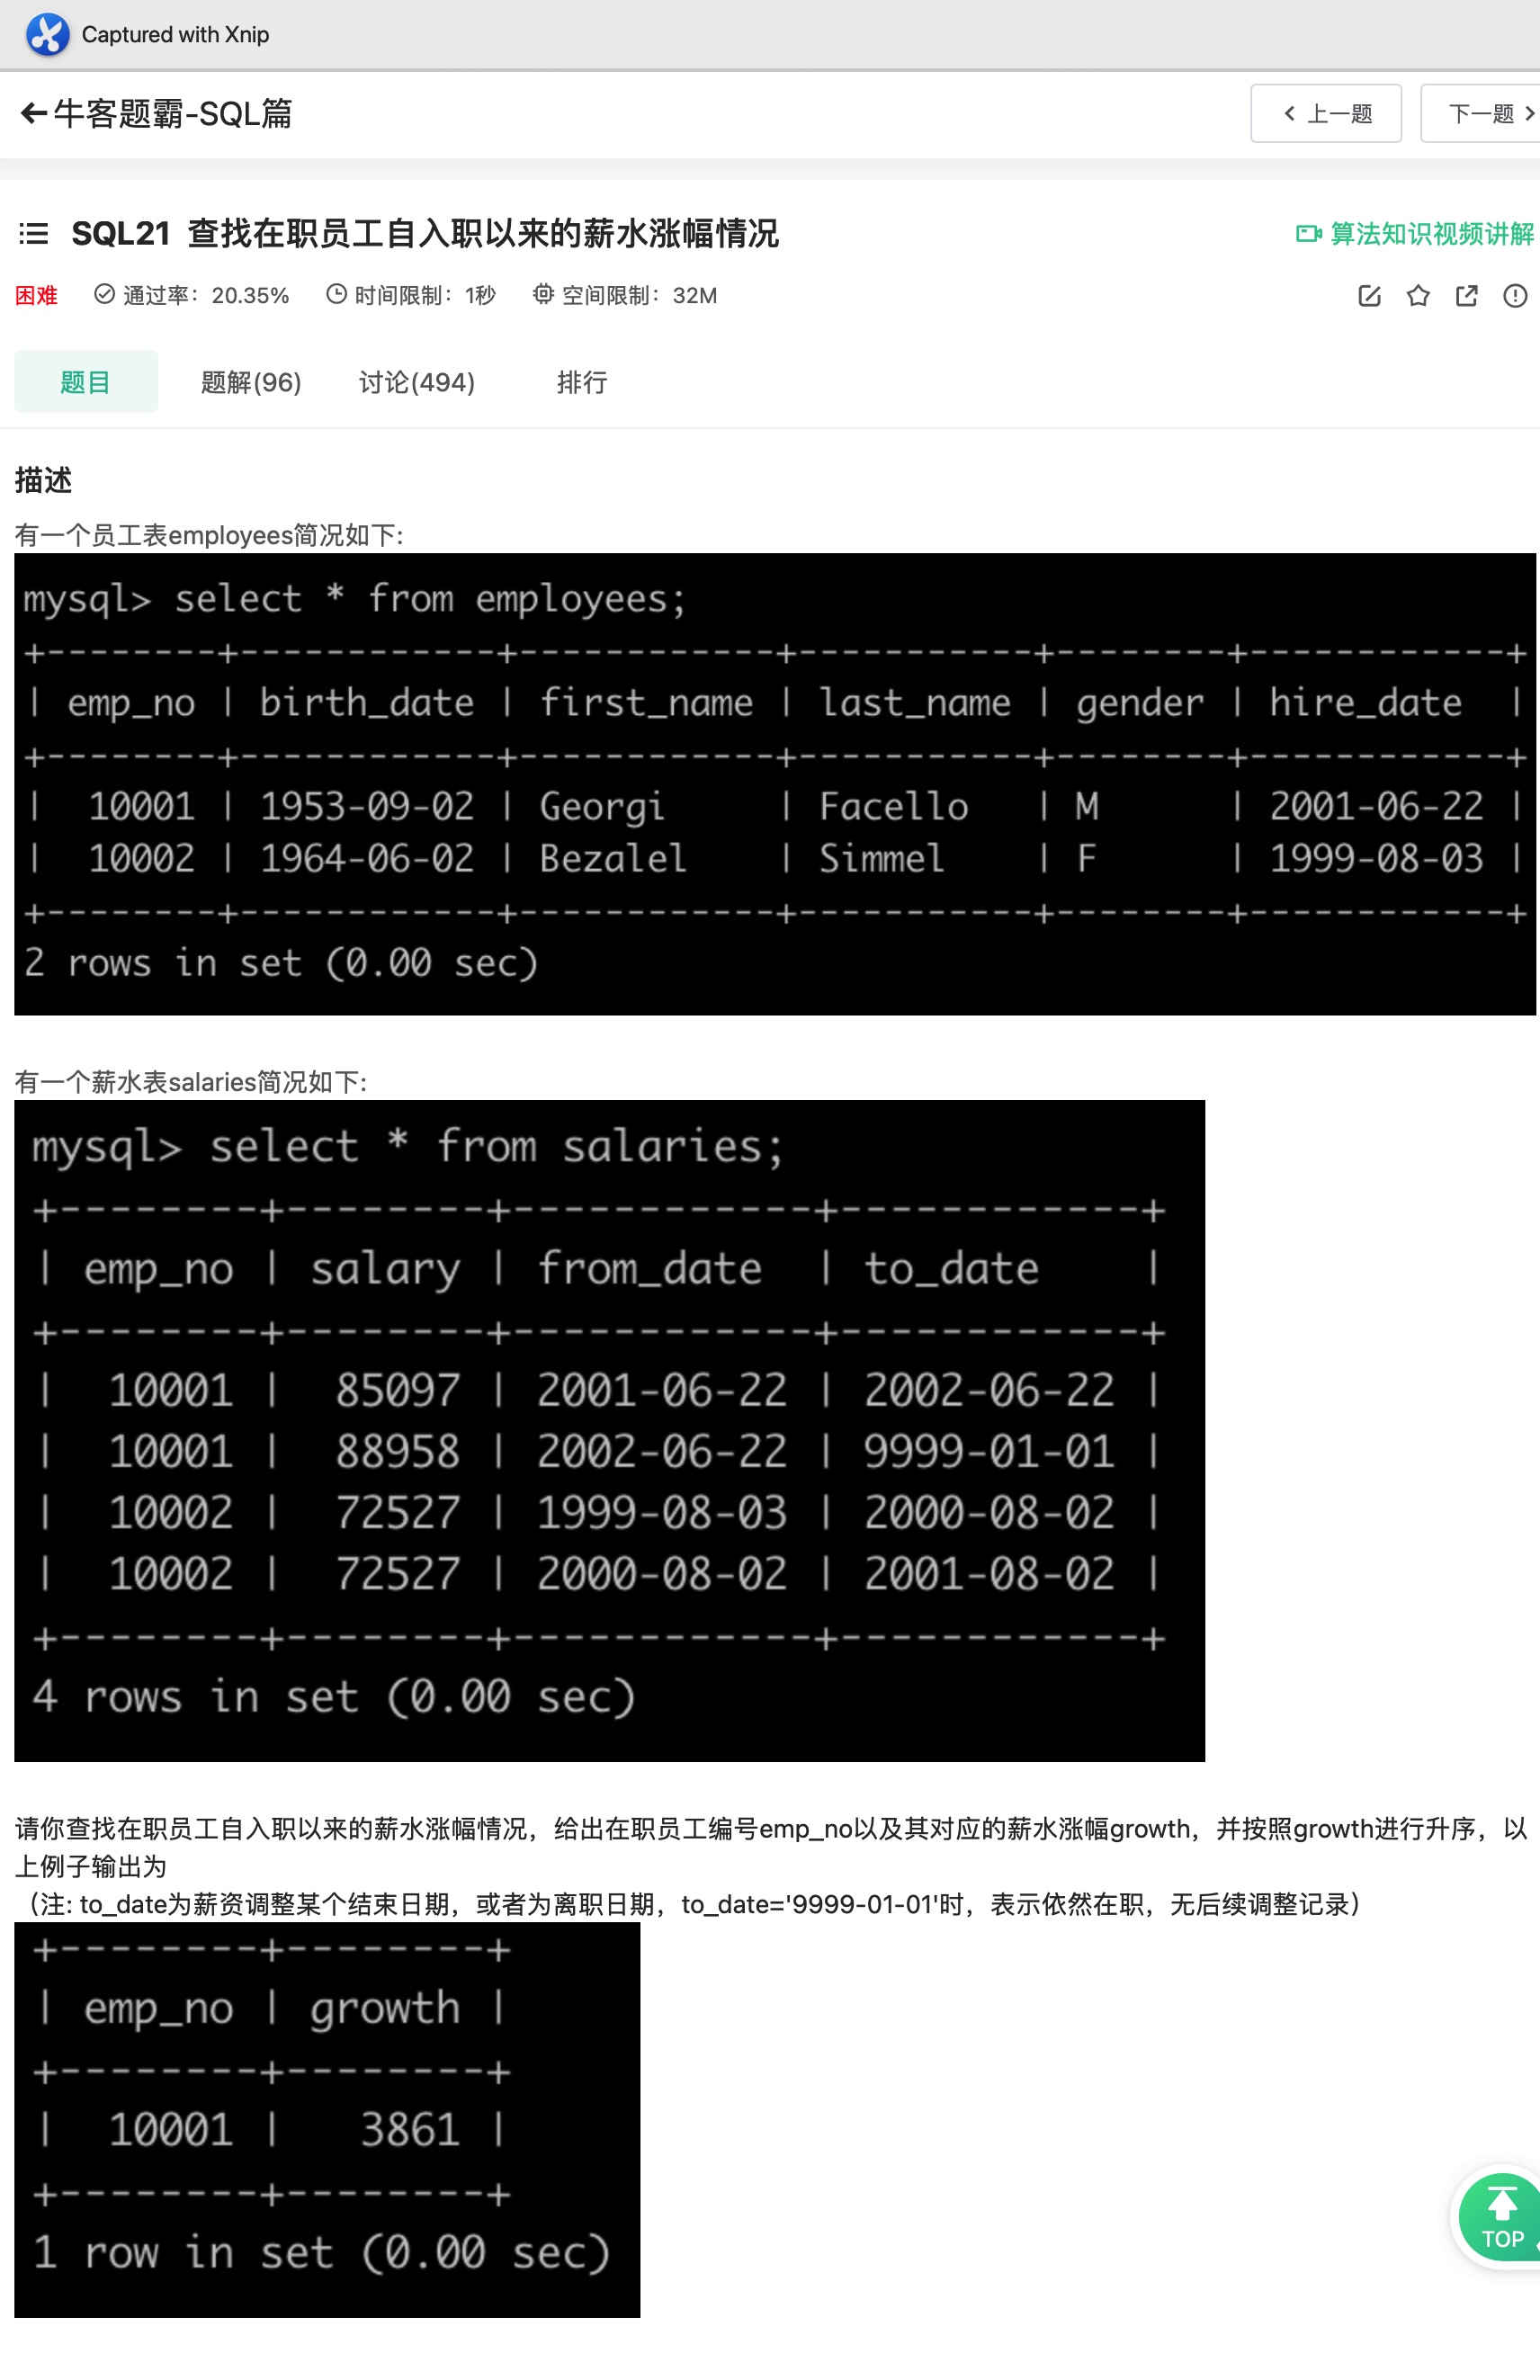 Captured with Xnip
牛客题霸-SQL篇
上一题
下一题
SQL21 查找在职员工自入职以来的薪水涨幅情况
算法知识视频讲解
困难 通过率：20.35% 时间限制：1秒 空间限制：32M
题目 题解(96) 讨论(494) 排行
描述
有一个员工表employees简况如下:
mysql> select * from employees;
+--------+------------+------------+-----------+--------+------------+
| emp_no | birth_date | first_name | last_name | gender | hire_date  |
+--------+------------+------------+-----------+--------+------------+
|  10001 | 1953-09-02 | Georgi     | Facello   | M      | 2001-06-22 |
|  10002 | 1964-06-02 | Bezalel    | Simmel    | F      | 1999-08-03 |
+--------+------------+------------+-----------+--------+------------+
2 rows in set (0.00 sec)
有一个薪水表salaries简况如下:
mysql> select * from salaries;
+--------+--------+------------+------------+
| emp_no | salary | from_date  | to_date    |
+--------+--------+------------+------------+
|  10001 |  85097 | 2001-06-22 | 2002-06-22 |
|  10001 |  88958 | 2002-06-22 | 9999-01-01 |
|  10002 |  72527 | 1999-08-03 | 2000-08-02 |
|  10002 |  72527 | 2000-08-02 | 2001-08-02 |
+--------+--------+------------+------------+
4 rows in set (0.00 sec)
请你查找在职员工自入职以来的薪水涨幅情况，给出在职员工编号emp_no以及其对应的薪水涨幅growth，并按照growth进行升序，以
上例子输出为
（注: to_date为薪资调整某个结束日期，或者为离职日期，to_date='9999-01-01'时，表示依然在职，无后续调整记录）
+--------+--------+
| emp_no | growth |
+--------+--------+
|  10001 |   3861 |
+--------+--------+
1 row in set (0.00 sec)
TOP